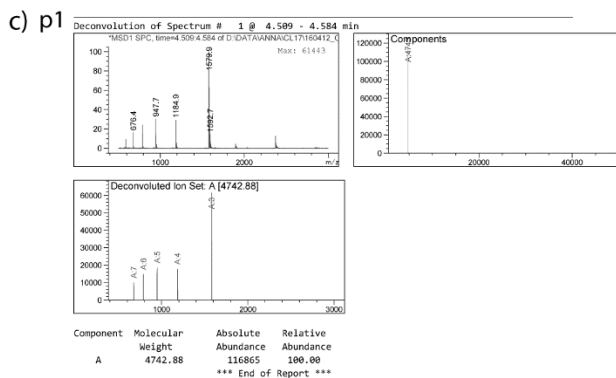 c) p1
Deconvolution of Spectrum # 1 @ 4.509 - 4.584 min
*MSD1 SPC, time=4.509:4.584 of D:\DATA\ANNA\CL17\160412_C
Max: 61443
100
80
60
40
20
0
676.4
947.7
1184.9
1579.9
1592.7
1000
2000
m/z
Components
A:474
120000
100000
80000
60000
40000
20000
0
20000
40000
Deconvoluted Ion Set: A [4742.88]
60000
50000
40000
30000
20000
10000
0
A:7
A:6
A:5
A:4
A:3
1000
2000
3000
Component Molecular Absolute Relative
Weight Abundance Abundance
A 4742.88 116865 100.00
*** End of Report ***